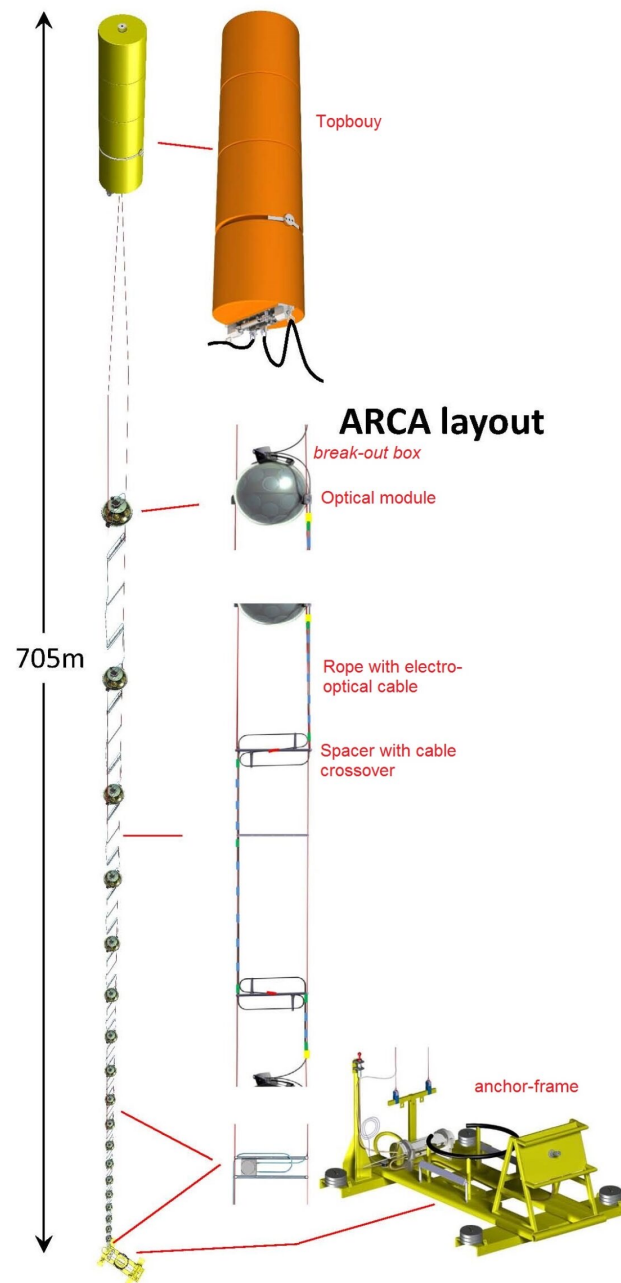 Topbouy
ARCA layout
break-out box
Optical module
705m
Rope with electro-
optical cable
Spacer with cable
crossover
anchor-frame